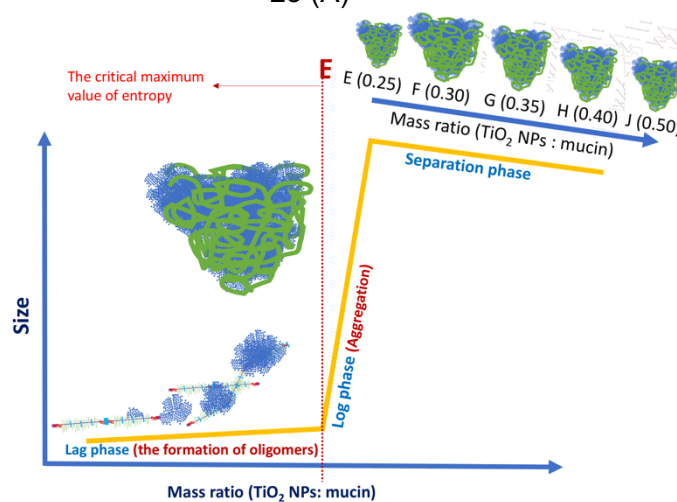 The critical maximum
value of entropy
E
E (0.25) F (0.30) G (0.35) H (0.40) J (0.50)
Mass ratio (TiO₂ NPs : mucin)
Separation phase
Size
Log phase (Aggregation)
Lag phase (the formation of oligomers)
Mass ratio (TiO₂ NPs: mucin)